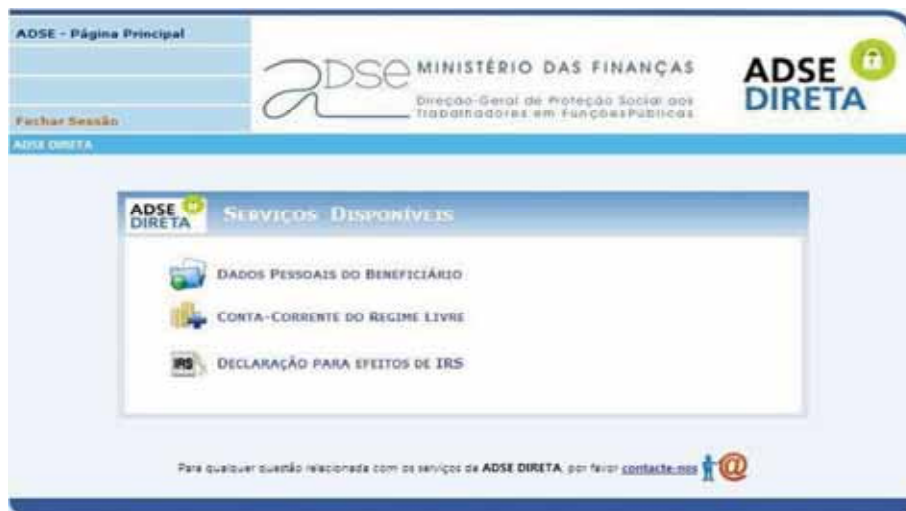 ADSE - Página Principal
Fechar Sessão
ADSE DIRETA
adse MINISTÉRIO DAS FINANÇAS
Direção-Geral de Proteção Social aos
Trabalhadores em Funções Públicas
ADSE
DIRETA
ADSE
DIRETA
SERVIÇOS DISPONÍVEIS
DADOS PESSOAIS DO BENEFICIÁRIO
CONTA-CORRENTE DO REGIME LIVRE
IRS
DECLARAÇÃO PARA EFEITOS DE IRS
Para qualquer questão relacionada com os serviços da ADSE DIRETA, por favor contacte-nos @